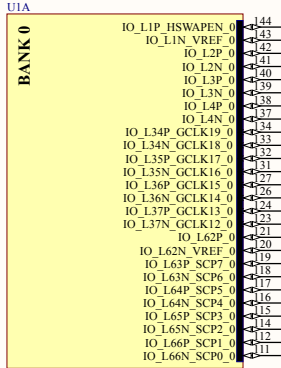 U1A
BANK 0
IO_L1P_HSWAPEN_0 144
IO_L1N_VREF_0 143
IO_L2P_0 142
IO_L2N_0 141
IO_L3P_0 140
IO_L3N_0 139
IO_L4P_0 138
IO_L4N_0 137
IO_L34P_GCLK19_0 134
IO_L34N_GCLK18_0 133
IO_L35P_GCLK17_0 132
IO_L35N_GCLK16_0 131
IO_L36P_GCLK15_0 127
IO_L36N_GCLK14_0 126
IO_L37P_GCLK13_0 124
IO_L37N_GCLK12_0 123
IO_L62P_0 121
IO_L62N_VREF_0 120
IO_L63P_SCP7_0 119
IO_L63N_SCP6_0 118
IO_L64P_SCP5_0 117
IO_L64N_SCP4_0 116
IO_L65P_SCP3_0 115
IO_L65N_SCP2_0 114
IO_L66P_SCP1_0 112
IO_L66N_SCP0_0 111